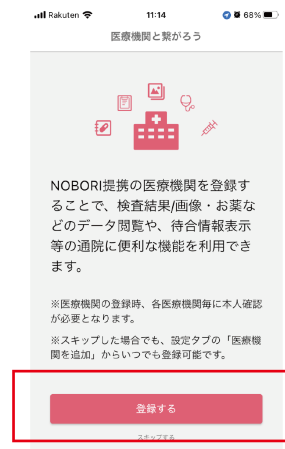 Rakuten 11:14 68%
医療機関と繋がろう
NOBORI提携の医療機関を登録す
ることで、検査結果/画像・お薬な
どのデータ閲覧や、待合情報表示
等の通院に便利な機能を利用でき
ます。
※医療機関の登録時、各医療機関毎に本人確認
が必要となります。
※スキップした場合でも、設定タブの「医療機
関を追加」からいつでも登録可能です。
登録する
スキップする